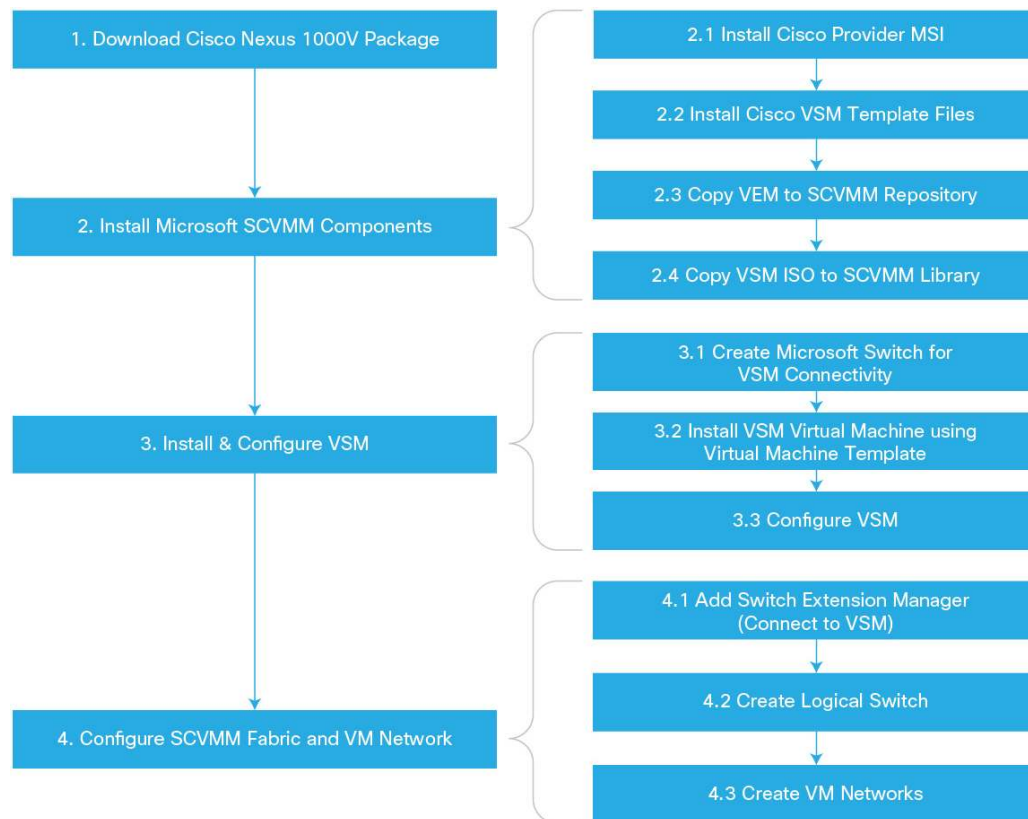 1. Download Cisco Nexus 1000V Package
2. Install Microsoft SCVMM Components
2.1 Install Cisco Provider MSI
2.2 Install Cisco VSM Template Files
2.3 Copy VEM to SCVMM Repository
2.4 Copy VSM ISO to SCVMM Library
3. Install & Configure VSM
3.1 Create Microsoft Switch for
VSM Connectivity
3.2 Install VSM Virtual Machine using
Virtual Machine Template
3.3 Configure VSM
4. Configure SCVMM Fabric and VM Network
4.1 Add Switch Extension Manager
(Connect to VSM)
4.2 Create Logical Switch
4.3 Create VM Networks